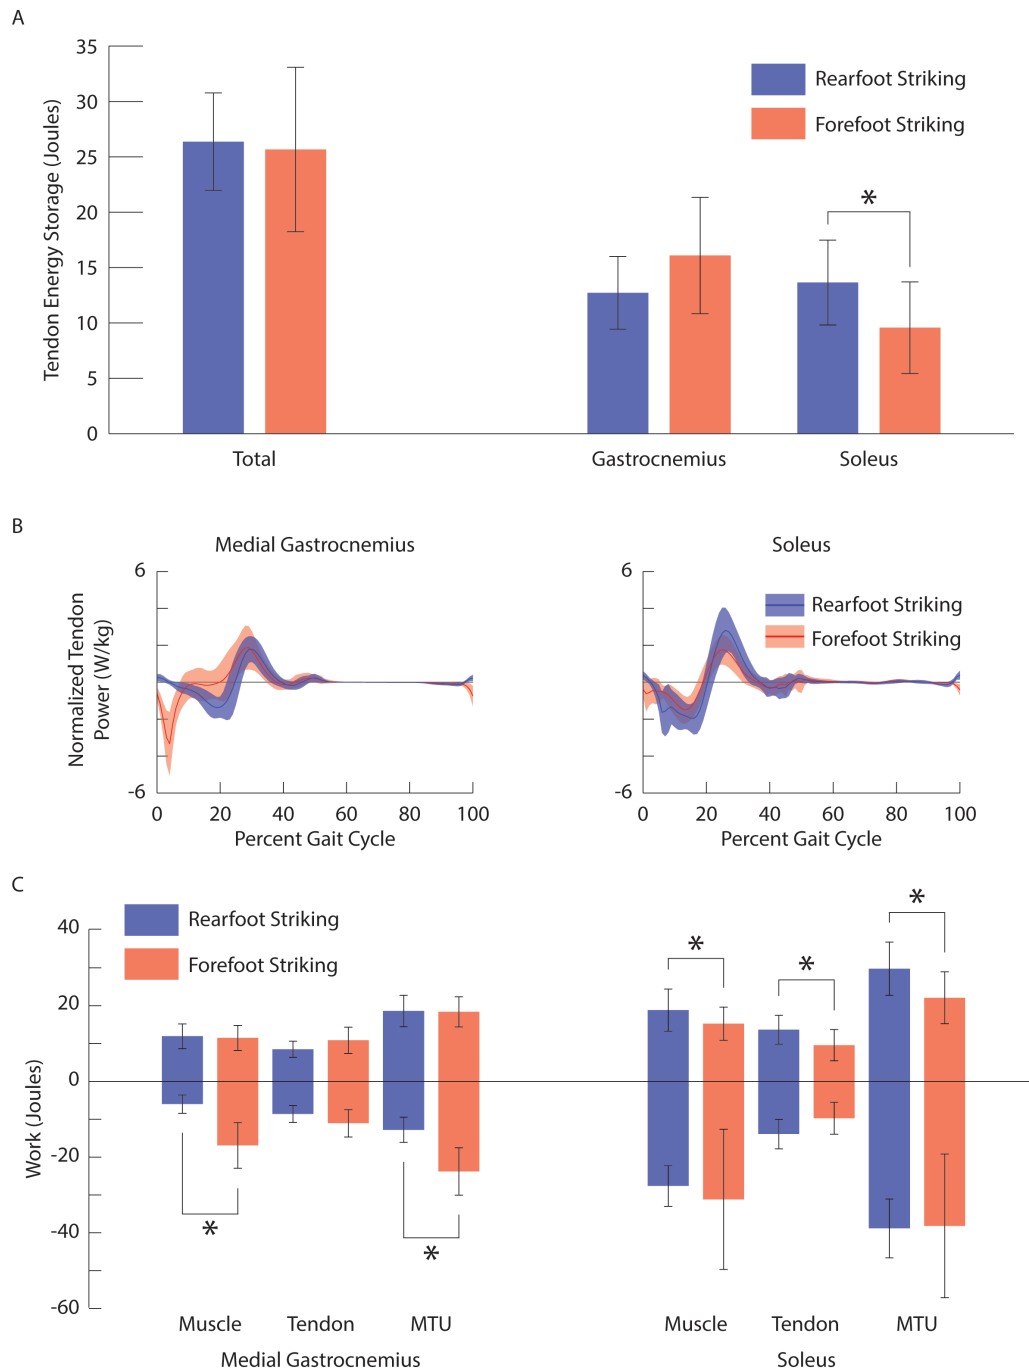 A
Tendon Energy Storage (Joules)
35
30
25
20
15
10
5
0
Rearfoot Striking
Forefoot Striking
*
Total
Gastrocnemius
Soleus
B
Medial Gastrocnemius
Normalized Tendon
Power (W/kg)
6
-6
0 20 40 60 80 100
Percent Gait Cycle
Soleus
6
-6
Rearfoot Striking
Forefoot Striking
0 20 40 60 80 100
Percent Gait Cycle
C
Rearfoot Striking
Forefoot Striking
Work (Joules)
40
20
0
-20
-40
-60
*
*
*
*
*
Muscle Tendon MTU
Medial Gastrocnemius
Muscle Tendon MTU
Soleus